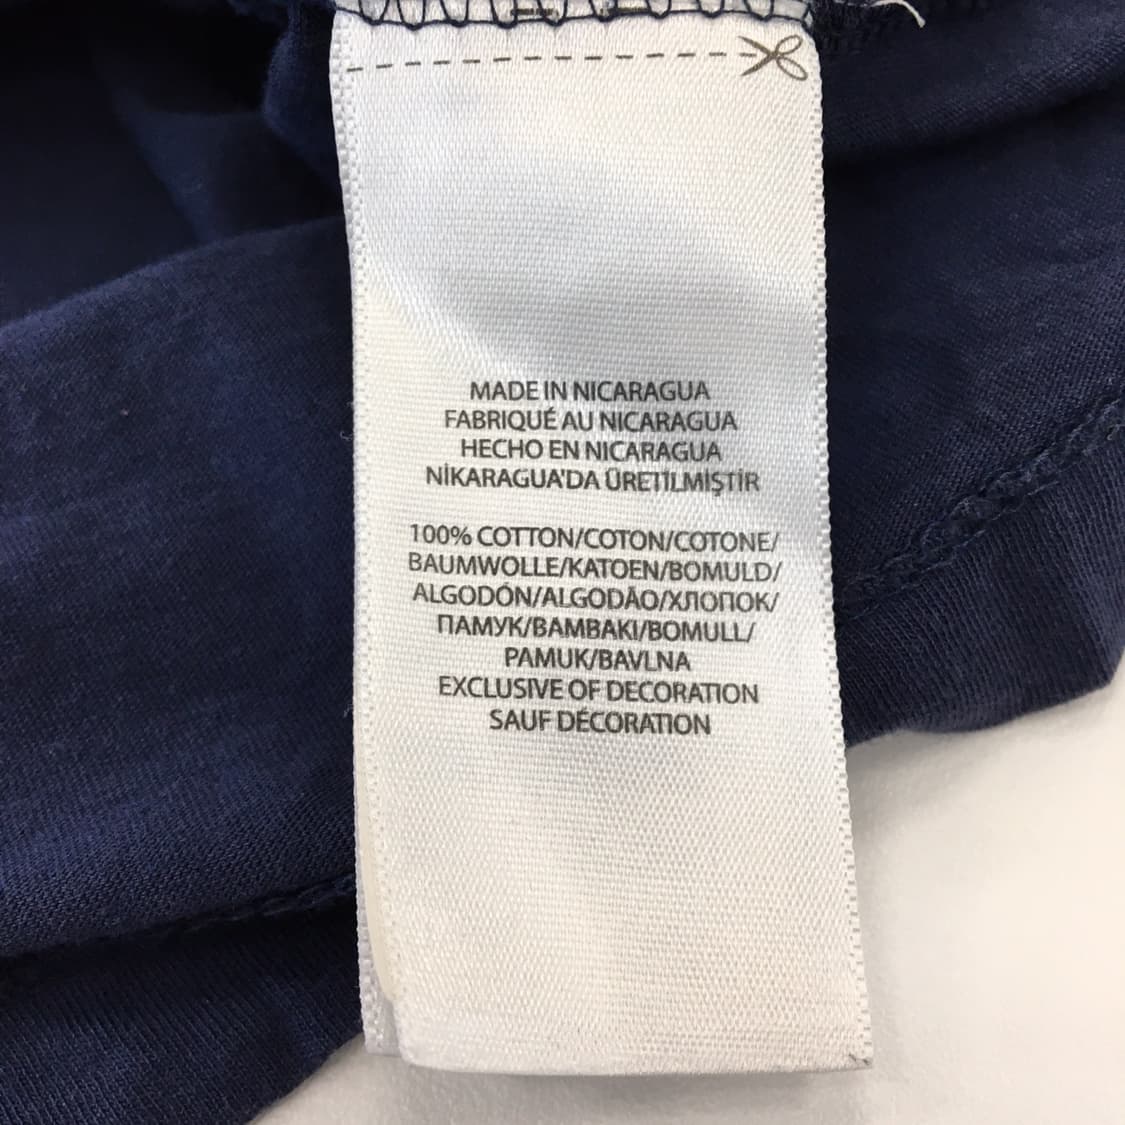 MADE IN NICARAGUA
FABRIQUÉ AU NICARAGUA
HECHO EN NICARAGUA
NİKARAGUA'DA ÜRETİLMİŞTİR
100% COTTON/COTON/COTONE/
BAUMWOLLE/KATOEN/BOMULD/
ALGODÓN/ALGODÃO/ХЛОПОК/
ПАМУК/ΒΑΜΒΑΚΙ/BOMULL/
PAMUK/BAVLNA
EXCLUSIVE OF DECORATION
SAUF DÉCORATION